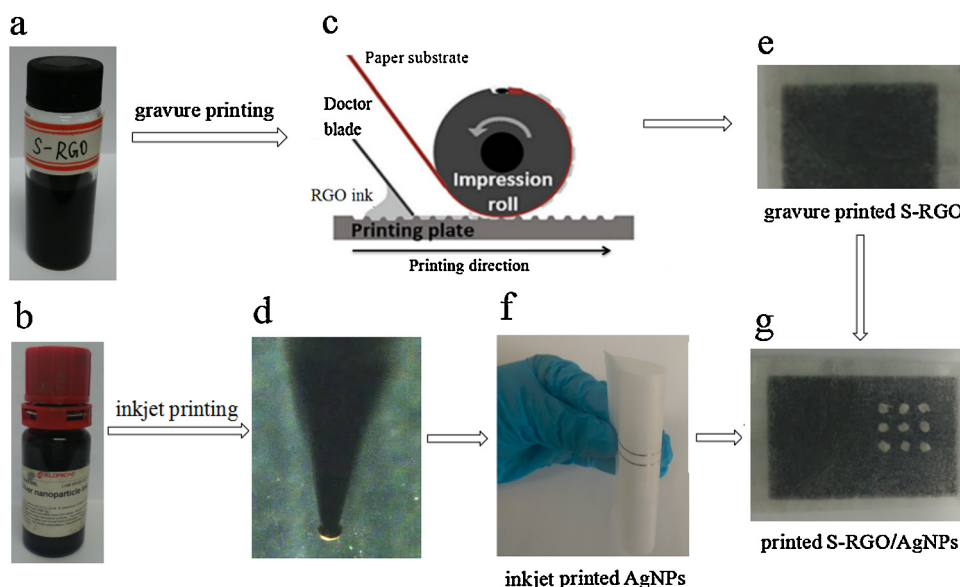 a
S-RGO
gravure printing
c
Paper substrate
Doctor
blade
RGO ink
Impression
roll
Printing plate
Printing direction
e
gravure printed S-RGO
b
nanoparticle
inkjet printing
d
f
inkjet printed AgNPs
g
printed S-RGO/AgNPs